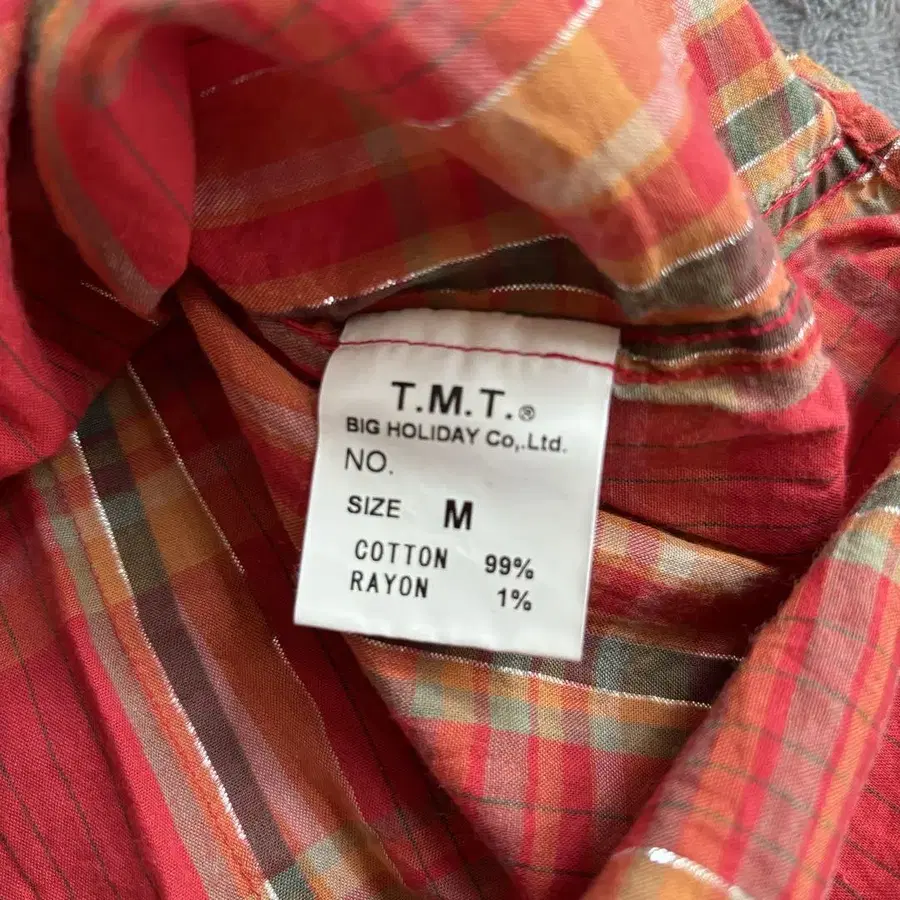 T.M.T.®
BIG HOLIDAY Co,.Ltd.
NO.
SIZE M
COTTON 99%
RAYON 1%